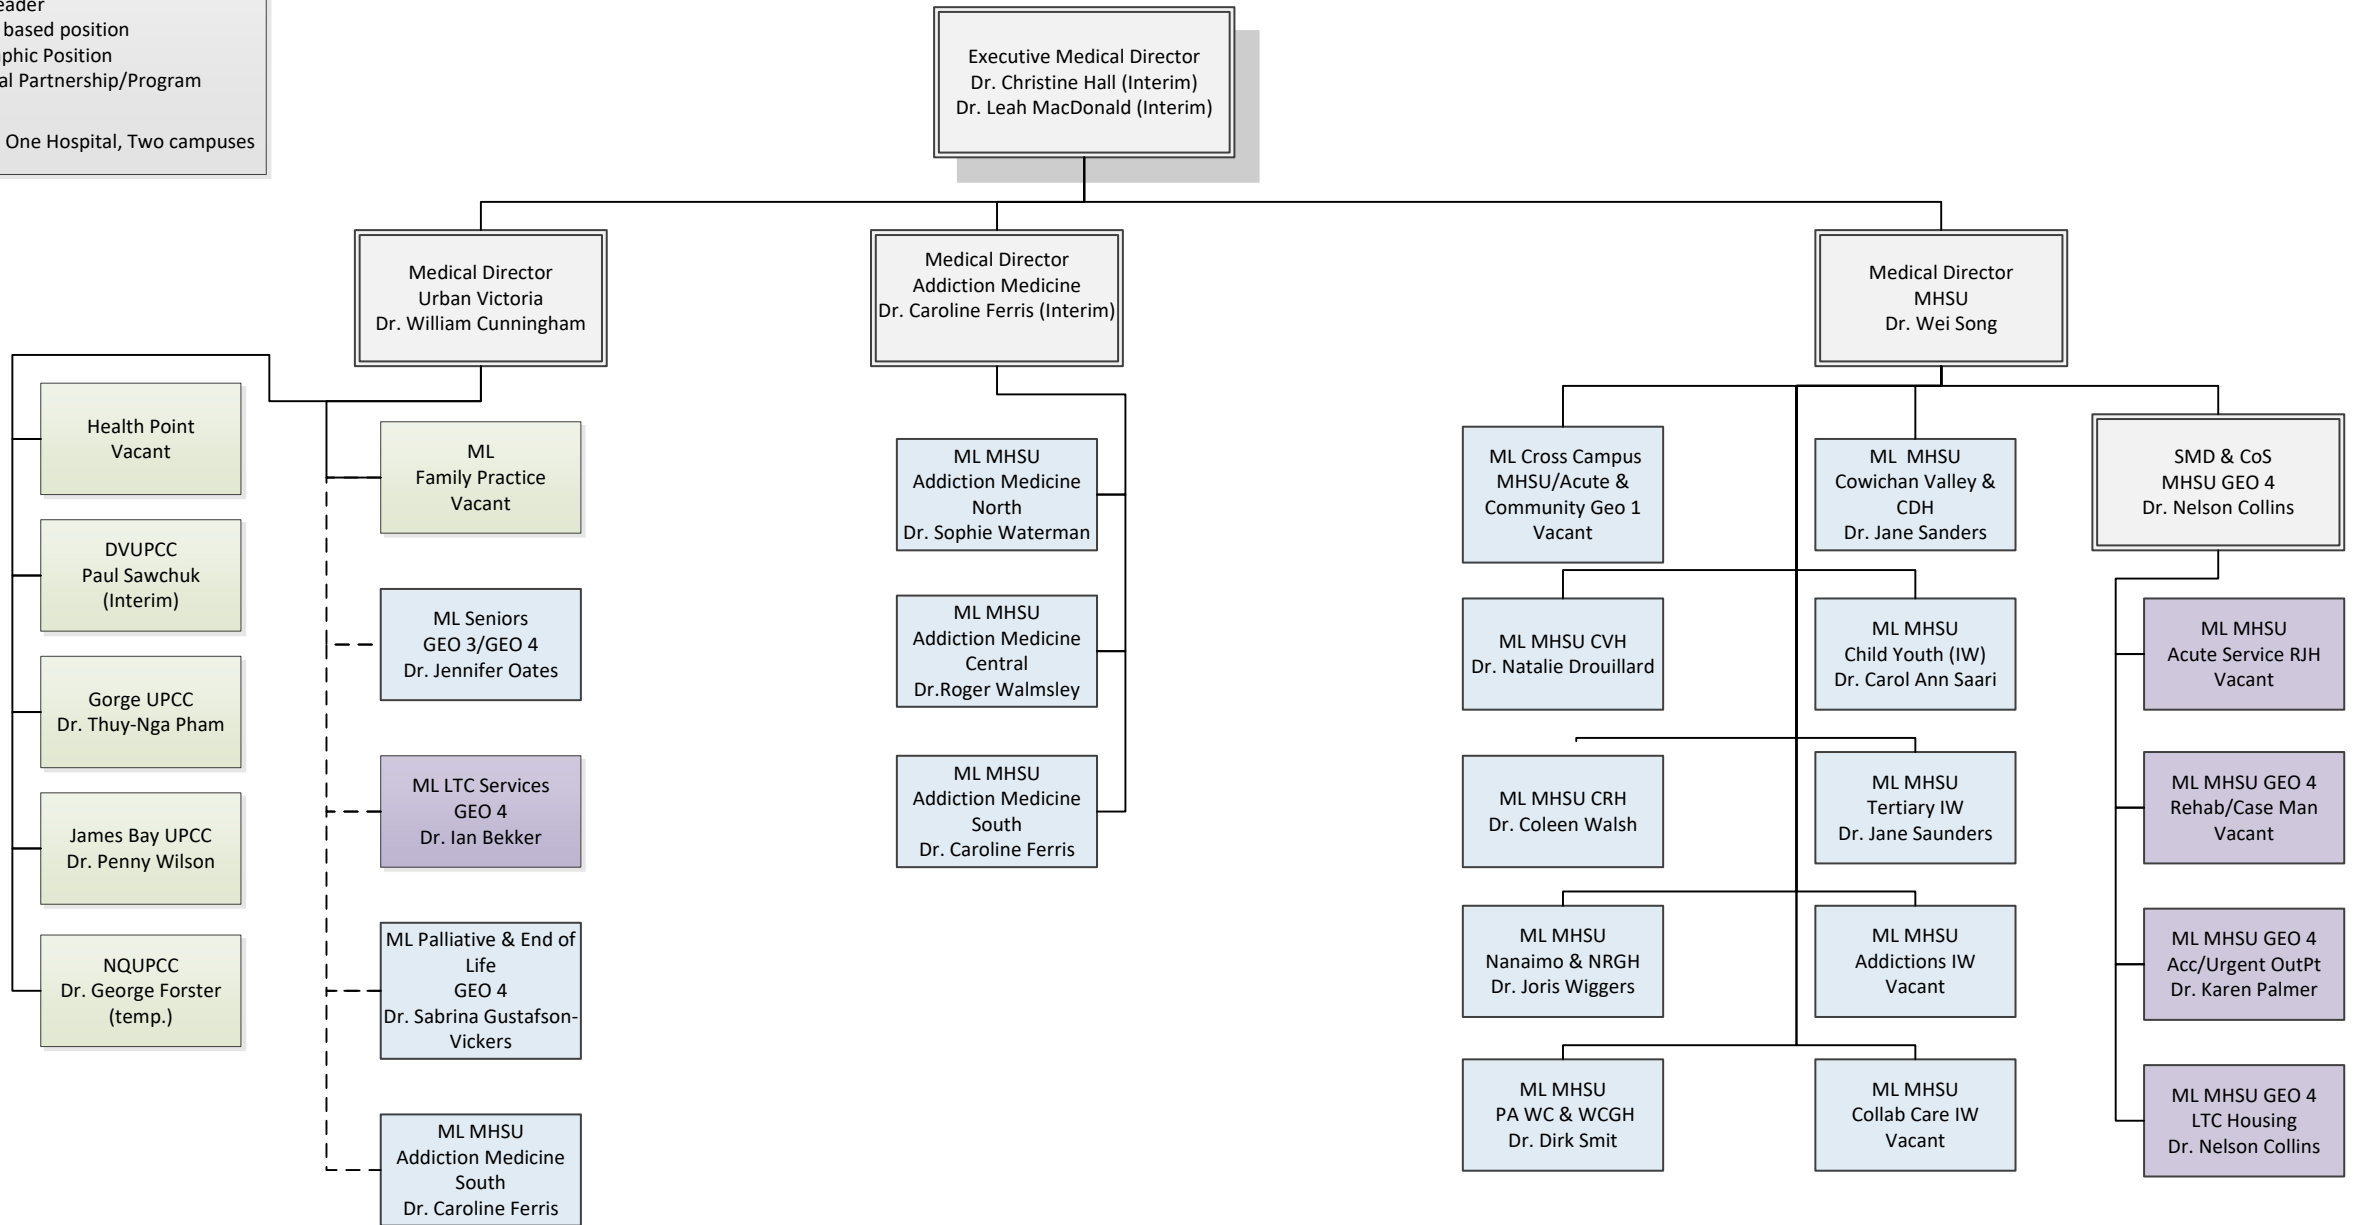 based position
Position
Partnership/Program
One Hospital, Two campuses
Executive Medical Director
Dr. Christine Hall (Interim)
Dr. Leah MacDonald (Interim)
Medical Director
Urban Victoria
Dr. William Cunningham
Medical Director
Addiction Medicine
Dr. Caroline Ferris (Interim)
Medical Director
MHSU
Dr. Wei Song
Health Point
Vacant
DVUPCC
Paul Sawchuk
(Interim)
Gorge UPCC
Dr. Thuy-Nga Pham
James Bay UPCC
Dr. Penny Wilson
NQUPCC
Dr. George Forster
(temp.)
ML
Family Practice
Vacant
ML Seniors
GEO 3/GEO 4
Dr. Jennifer Oates
ML LTC Services
GEO 4
Dr. Ian Bekker
ML Palliative & End of
Life
GEO 4
Dr. Sabrina Gustafson-
Vickers
ML MHSU
Addiction Medicine
South
Dr. Caroline Ferris
ML MHSU
Addiction Medicine
North
Dr. Sophie Waterman
ML MHSU
Addiction Medicine
Central
Dr.Roger Walmsley
ML MHSU
Addiction Medicine
South
Dr. Caroline Ferris
ML Cross Campus
MHSU/Acute &
Community Geo 1
Vacant
ML MHSU
Cowichan Valley &
CDH
Dr. Jane Sanders
ML MHSU CVH
Dr. Natalie Drouillard
ML MHSU
Child Youth (IW)
Dr. Carol Ann Saari
ML MHSU CRH
Dr. Coleen Walsh
ML MHSU
Tertiary IW
Dr. Jane Saunders
ML MHSU
Nanaimo & NRGH
Dr. Joris Wiggers
ML MHSU
Addictions IW
Vacant
ML MHSU
PA WC & WCGH
Dr. Dirk Smit
ML MHSU
Collab Care IW
Vacant
SMD & CoS
MHSU GEO 4
Dr. Nelson Collins
ML MHSU
Acute Service RJH
Vacant
ML MHSU GEO 4
Rehab/Case Man
Vacant
ML MHSU GEO 4
Acc/Urgent OutPt
Dr. Karen Palmer
ML MHSU GEO 4
LTC Housing
Dr. Nelson Collins